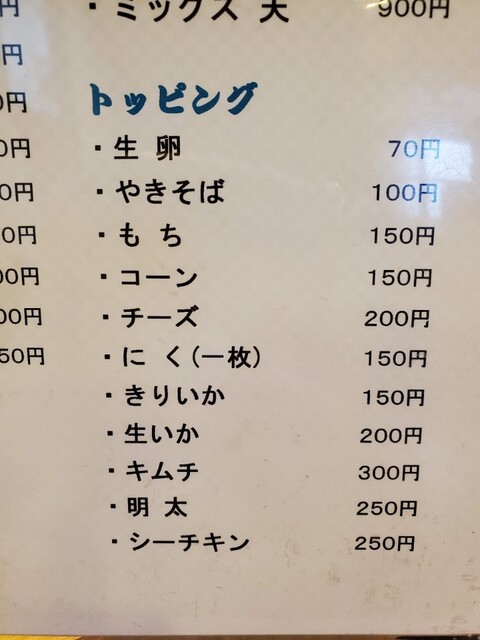 ・ミックス 天 900円
トッピング
・生 卵 70円
・やきそば 100円
・も ち 150円
・コーン 150円
・チーズ 200円
・に く(一枚) 150円
・きりいか 150円
・生いか 200円
・キムチ 300円
・明 太 250円
・シーチキン 250円